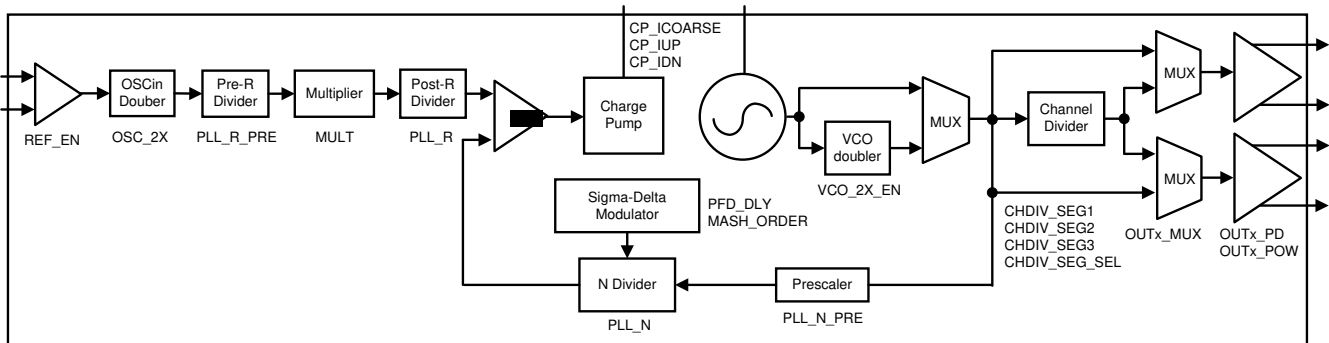 CP_ICOARSE
CP_IUP
CP_IDN
OSCin
Douber
Pre-R
Divider
Multiplier
Post-R
Divider
Charge
Pump
REF_EN
OSC_2X
PLL_R_PRE
MULT
PLL_R
VCO
doubler
VCO_2X_EN
MUX
Channel
Divider
MUX
MUX
Sigma-Delta
Modulator
PFD_DLY
MASH_ORDER
CHDIV_SEG1
CHDIV_SEG2
CHDIV_SEG3
CHDIV_SEG_SEL
OUTx_MUX
OUTx_PD
OUTx_POW
N Divider
PLL_N
Prescaler
PLL_N_PRE